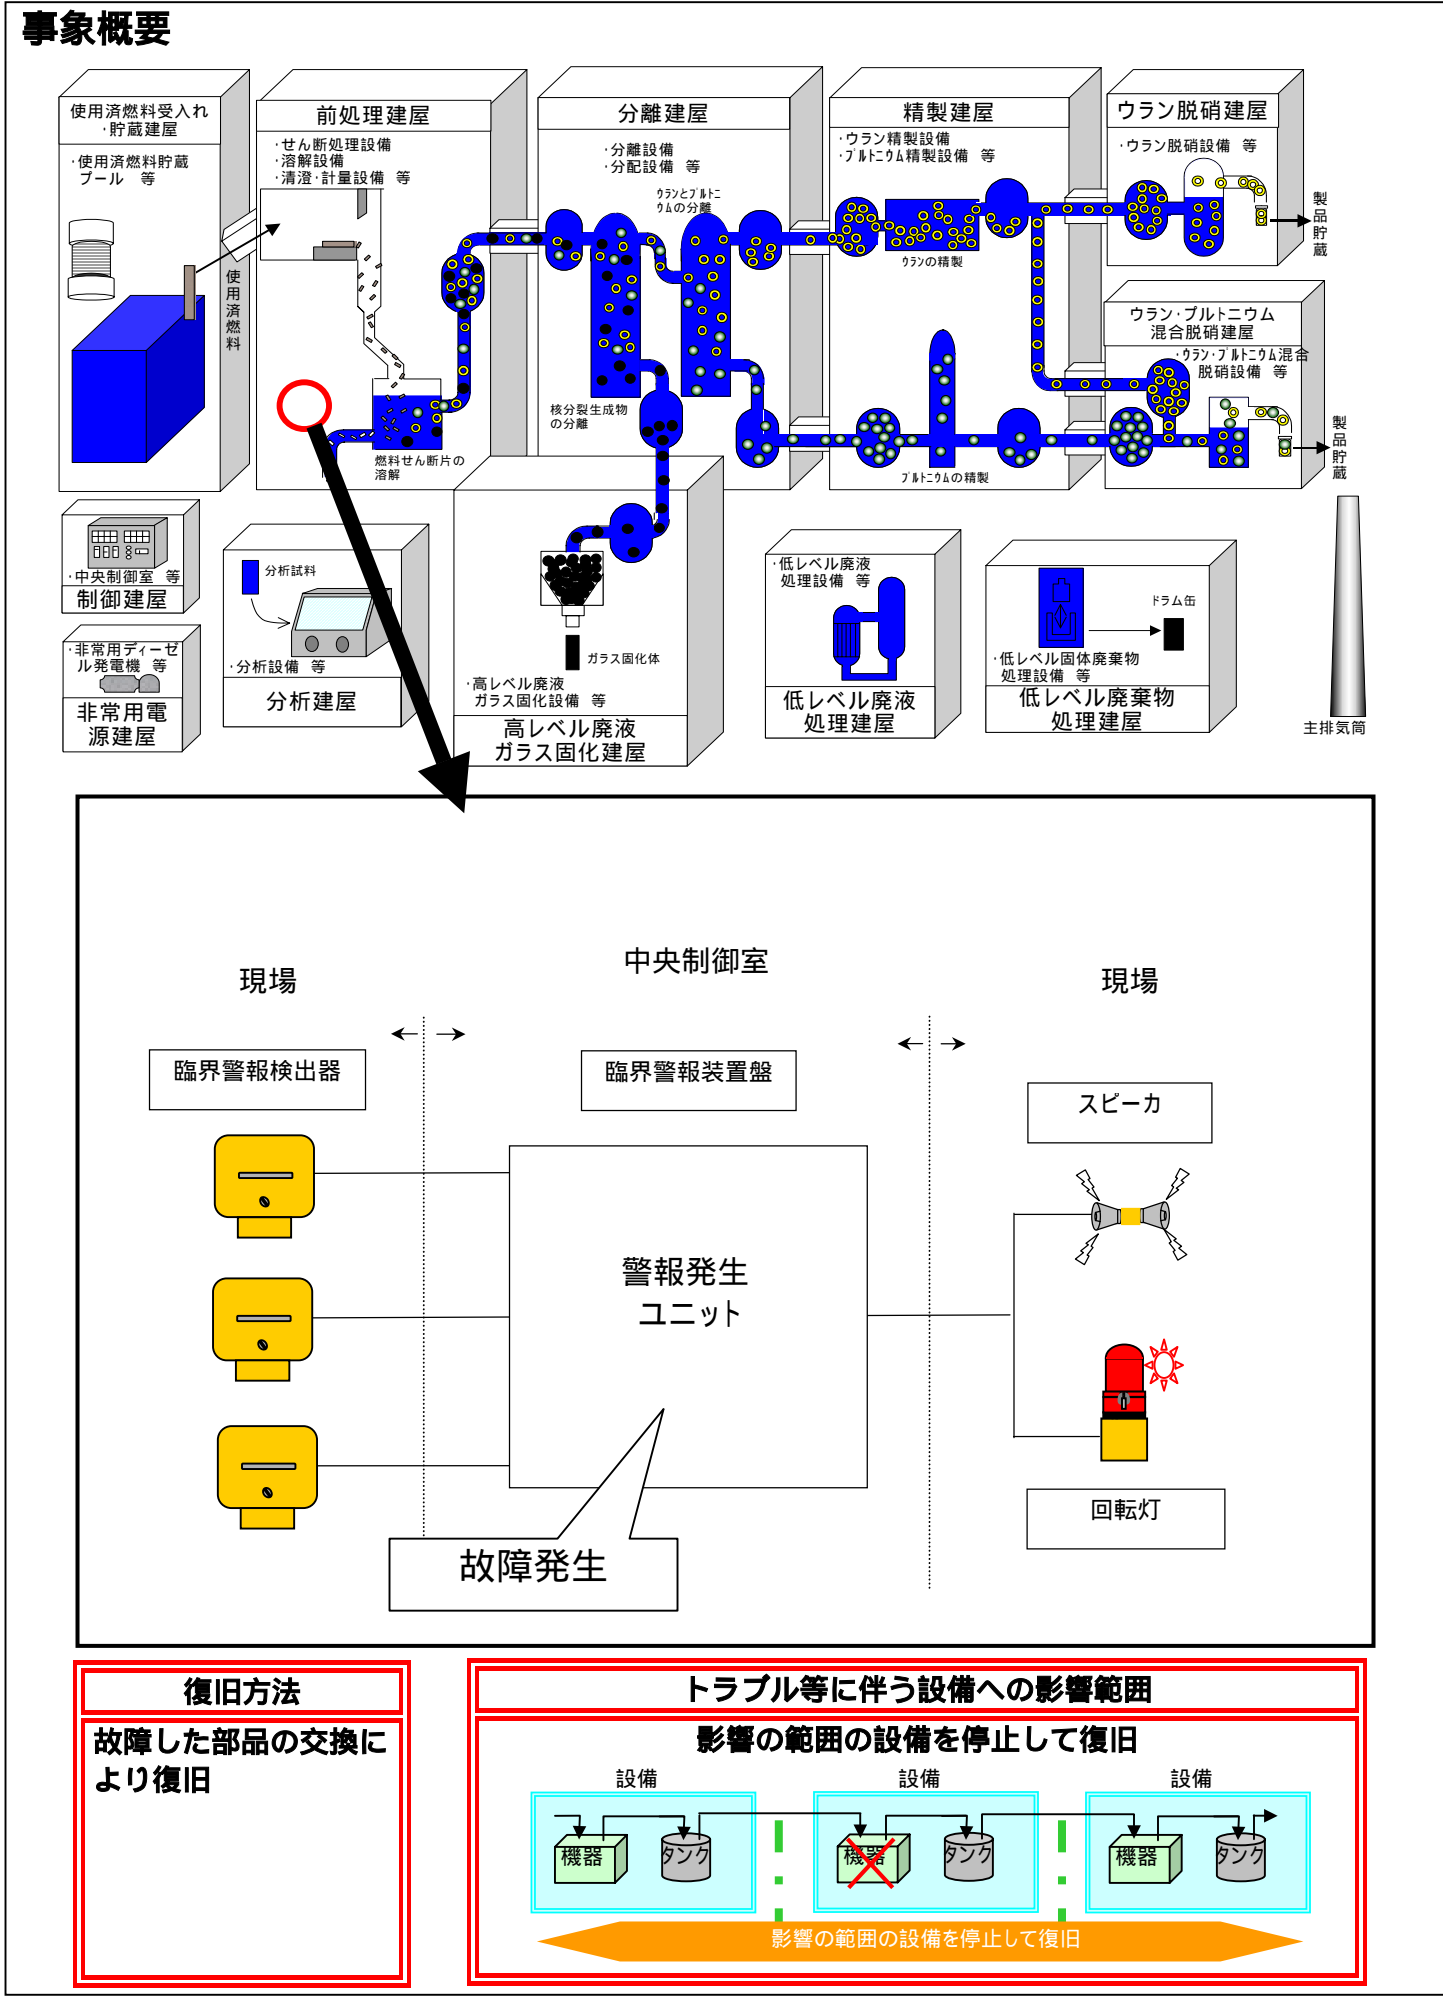 事象概要
使用済燃料受入れ
・貯蔵建屋
・使用済燃料貯蔵
プール 等
使用済燃料
前処理建屋
・せん断処理設備
・溶解設備
・清澄・計量設備 等
燃料せん断片の
溶解
分離建屋
・分離設備
・分配設備 等
ウランとプルトニ
ウムの分離
核分裂生成物
の分離
精製建屋
・ウラン精製設備
・プルトニウム精製設備 等
ウランの精製
プルトニウムの精製
ウラン脱硝建屋
・ウラン脱硝設備 等
製品貯蔵
ウラン・プルトニウム
混合脱硝建屋
・ウラン・プルトニウム混合
脱硝設備 等
製品貯蔵
・中央制御室 等
制御建屋
・非常用ディーゼ
ル発電機 等
非常用電
源建屋
分析試料
・分析設備 等
分析建屋
ガラス固化体
・高レベル廃液
ガラス固化設備 等
高レベル廃液
ガラス固化建屋
・低レベル廃液
処理設備 等
低レベル廃液
処理建屋
ドラム缶
・低レベル固体廃棄物
処理設備 等
低レベル廃棄物
処理建屋
主排気筒
現場
中央制御室
現場
臨界警報検出器
臨界警報装置盤
スピーカ
警報発生
ユニット
回転灯
故障発生
復旧方法
故障した部品の交換に
より復旧
トラブル等に伴う設備への影響範囲
影響の範囲の設備を停止して復旧
設備
設備
設備
機器
タンク
機器
タンク
機器
タンク
影響の範囲の設備を停止して復旧